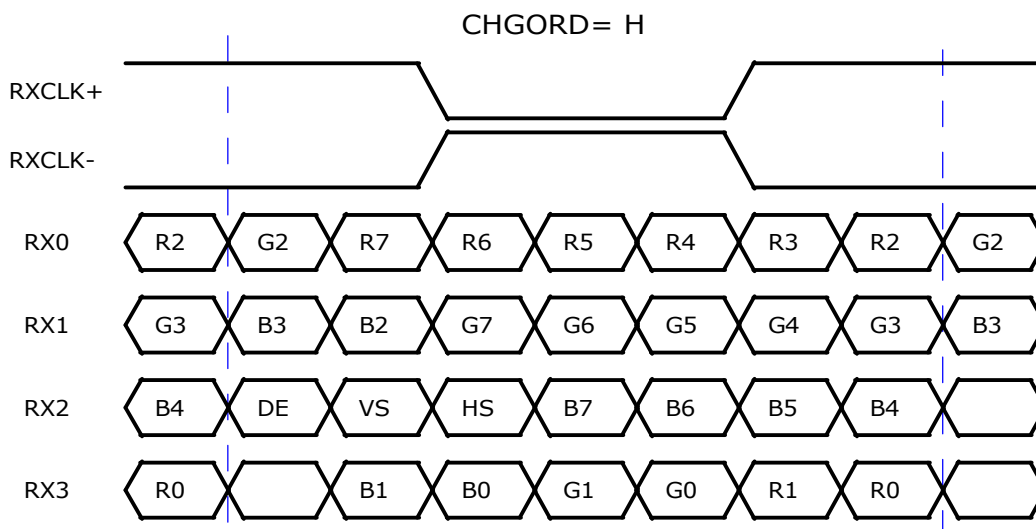 CHGORD= H
RXCLK+
RXCLK-
RX0 R2 G2 R7 R6 R5 R4 R3 R2 G2
RX1 G3 B3 B2 G7 G6 G5 G4 G3 B3
RX2 B4 DE VS HS B7 B6 B5 B4
RX3 R0 B1 B0 G1 G0 R1 R0